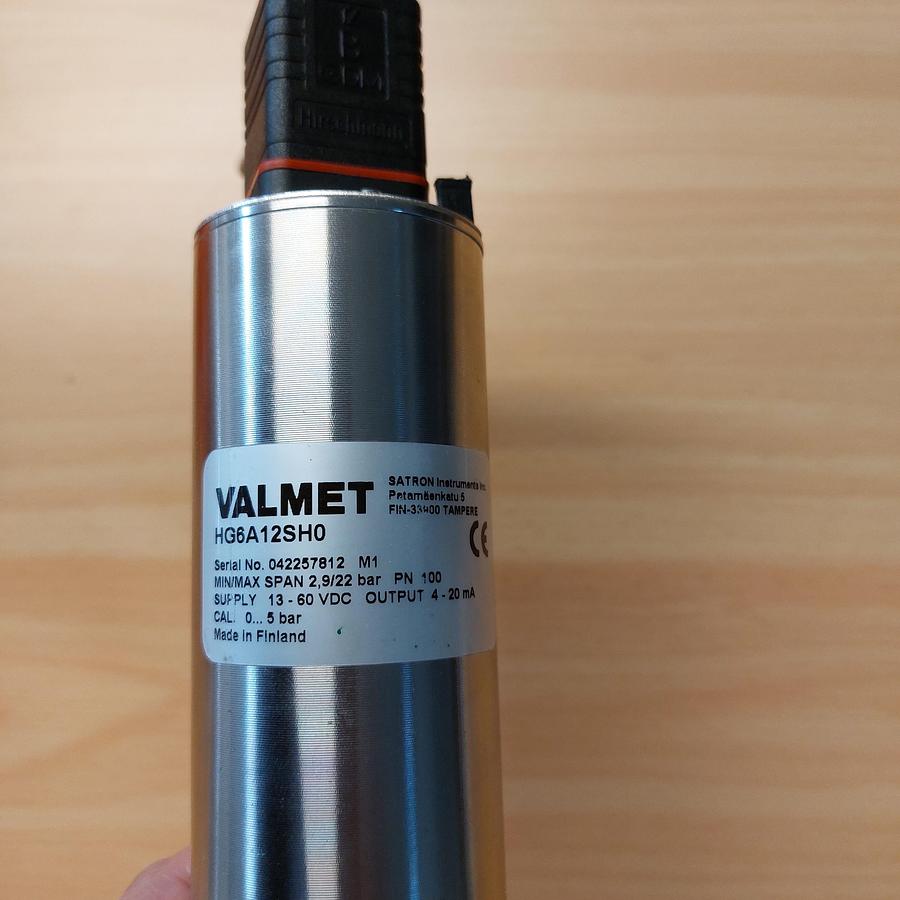 Hirschmann
VALMET
SATRON Instruments Inc.
Patamäenkatu 5
FIN-33900 TAMPERE
HG6A12SH0
CE
Serial No. 042257812 M1
MIN/MAX SPAN 2,9/22 bar PN 100
SUPPLY 13 - 60 VDC OUTPUT 4 - 20 mA
CAL. 0... 5 bar
Made in Finland